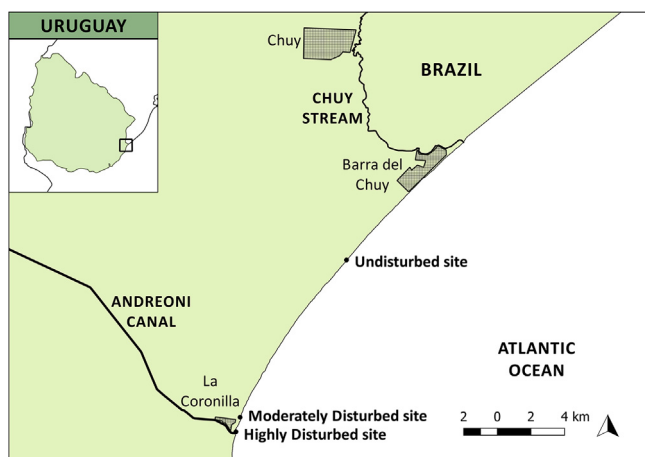 URUGUAY
Chuy
BRAZIL
CHUY
STREAM
Barra del
Chuy
Undisturbed site
ANDREONI
CANAL
ATLANTIC
OCEAN
La
Coronilla
Moderately Disturbed site
Highly Disturbed site
2 0 2 4 km